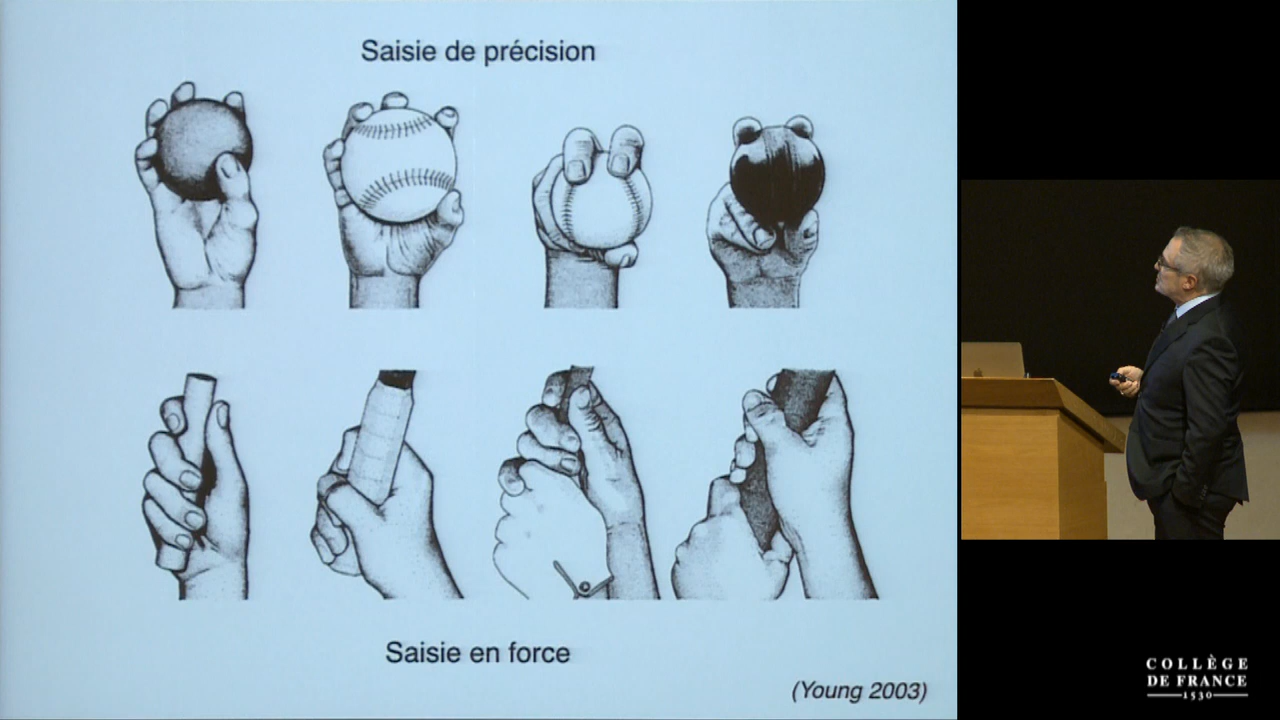 Saisie de précision
Saisie en force
(Young 2003)
COLLÈGE
DE FRANCE
1530